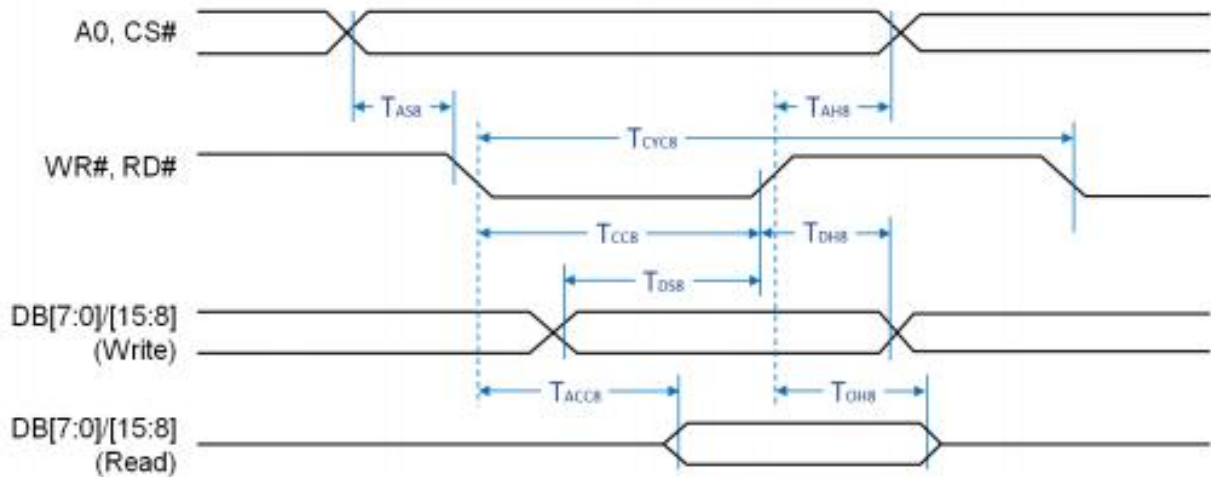 A0, CS#
TAS8
TAH8
TCYC8
WR#, RD#
TCC8
TDH8
TDS8
DB[7:0]/[15:8]
(Write)
TACC8
TOH8
DB[7:0]/[15:8]
(Read)